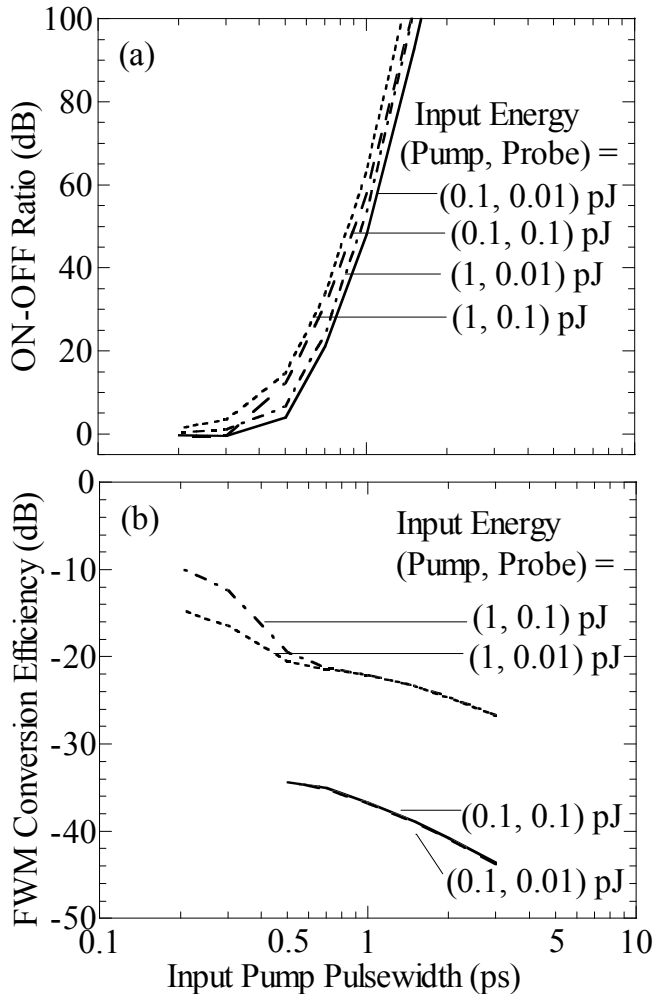 100
80
60
40
20
0
ON-OFF Ratio (dB)
(a)
Input Energy
(Pump, Probe) =
(0.1, 0.01) pJ
(0.1, 0.1) pJ
(1, 0.01) pJ
(1, 0.1) pJ
0
-10
-20
-30
-40
-50
FWM Conversion Efficiency (dB)
(b)
Input Energy
(Pump, Probe) =
(1, 0.1) pJ
(1, 0.01) pJ
(0.1, 0.1) pJ
(0.1, 0.01) pJ
0.1 0.5 1 5 10
Input Pump Pulsewidth (ps)